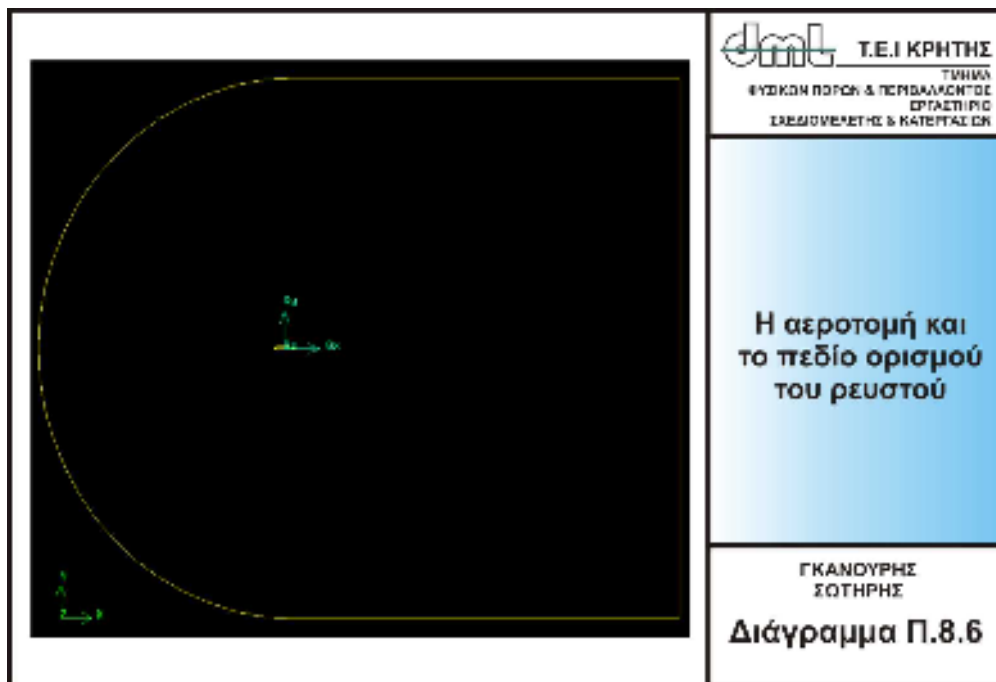 dml Τ.Ε.Ι ΚΡΗΤΗΣ
ΤΜΗΜΑ
ΦΥΣΙΚΩΝ ΠΟΡΩΝ & ΠΕΡΙΒΑΛΛΟΝΤΟΣ
ΕΡΓΑΣΤΗΡΙΟ
ΣΧΕΔΙΟΜΕΛΕΤΗΣ & ΚΑΤΕΡΓΑΣΙΩΝ
Η αεροτομή και
το πεδίο ορισμού
του ρευστού
ΓΚΑΝΟΥΡΗΣ
ΣΩΤΗΡΗΣ
Διάγραμμα Π.8.6